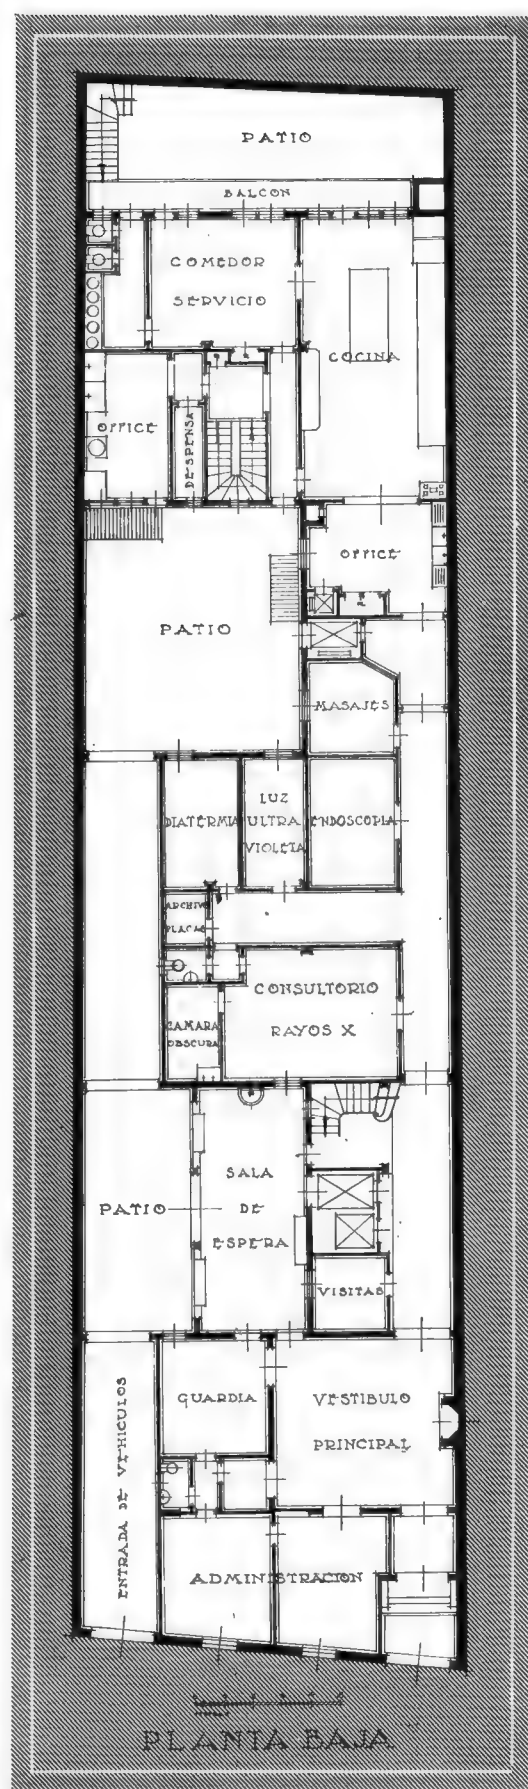 PATIO
BALCON
COMEDOR
SERVICIO
COCINA
OFFICE
DESPENSA
OFFICE
PATIO
MASAJES
DIATERMIA
LUZ
ULTRA
VIOLETA
ENDOSCOPIA
ARCHIVO
PLACAS
CONSULTORIO
RAYOS X
CAMARA
OBSCURA
SALA
DE
ESPERA
PATIO
VISITAS
GUARDIA
VESTIBULO
PRINCIPAL
ENTRADA DE VEHICULOS
ADMINISTRACION
PLANTA BAJA